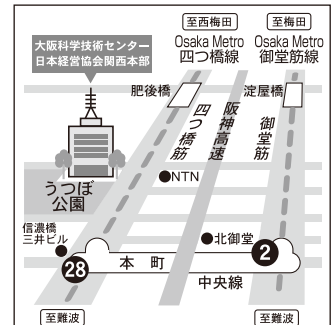 至西梅田
至梅田
Osaka Metro
四つ橋線
Osaka Metro
御堂筋線
大阪科学技術センター
日本経営協会関西本部
肥後橋
淀屋橋
四つ橋筋
阪神高速
御堂筋
うつぼ
公園
NTN
信濃橋
三井ビル
北御堂
28
本町
2
中央線
至難波
至難波